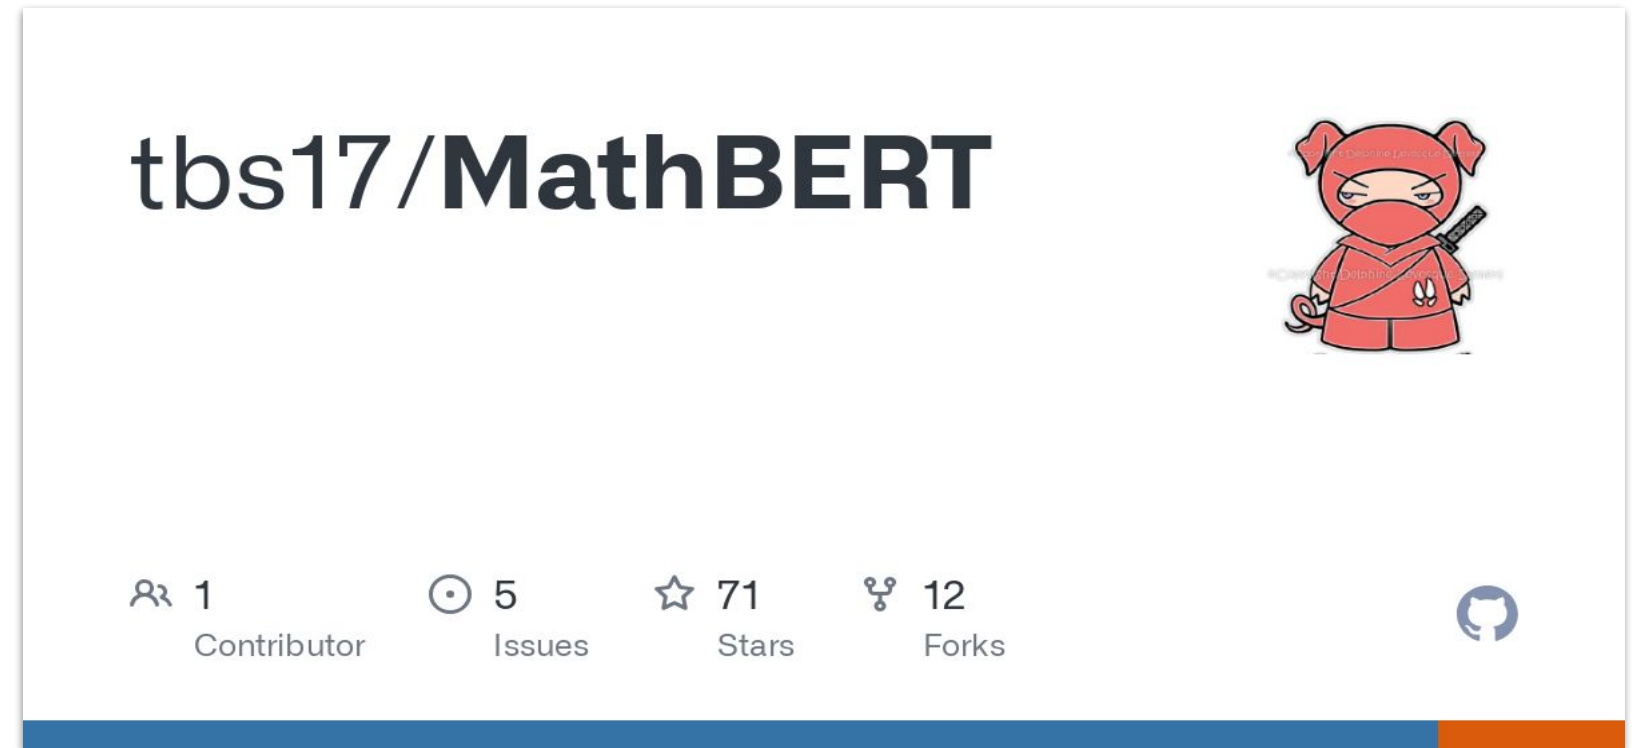 tbs17/MathBERT
1
Contributor
5
Issues
71
Stars
12
Forks